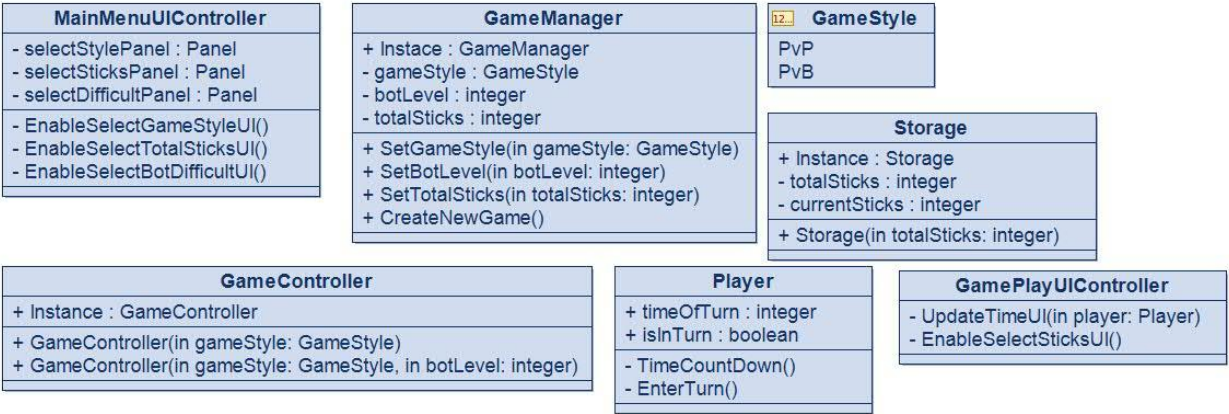 MainMenuUIController
- selectStylePanel : Panel
- selectSticksPanel : Panel
- selectDifficultPanel : Panel
- EnableSelectGameStyleUI()
- EnableSelectTotalSticksUI()
- EnableSelectBotDifficultUI()
GameManager
+ Instace : GameManager
- gameStyle : GameStyle
- botLevel : integer
- totalSticks : integer
+ SetGameStyle(in gameStyle: GameStyle)
+ SetBotLevel(in botLevel: integer)
+ SetTotalSticks(in totalSticks: integer)
+ CreateNewGame()
12... GameStyle
PvP
PvB
Storage
+ Instance : Storage
- totalSticks : integer
- currentSticks : integer
+ Storage(in totalSticks: integer)
GameController
+ Instance : GameController
+ GameController(in gameStyle: GameStyle)
+ GameController(in gameStyle: GameStyle, in botLevel: integer)
Player
+ timeOfTurn : integer
+ isInTurn : boolean
- TimeCountDown()
- EnterTurn()
GamePlayUIController
- UpdateTimeUI(in player: Player)
- EnableSelectSticksUI()